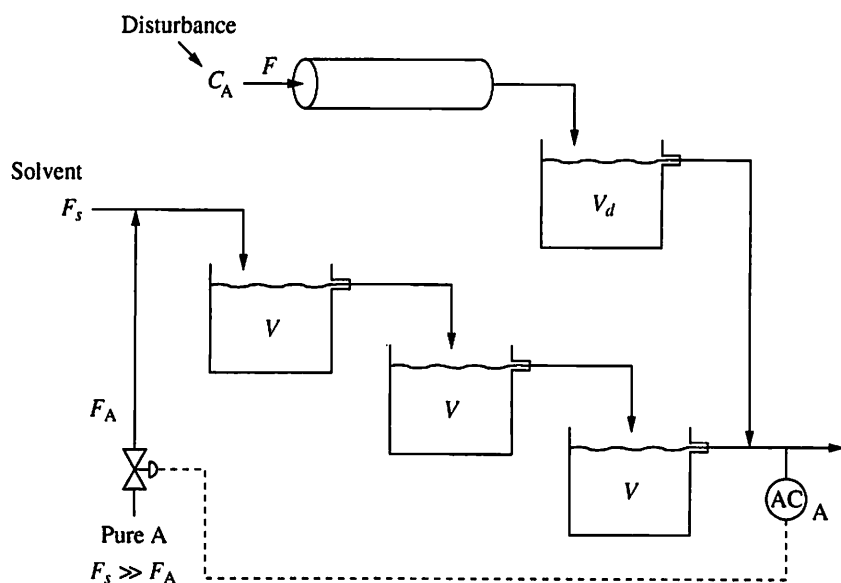 Disturbance
C_A
F
Solvent
F_s
V_d
V
V
F_A
V
AC
A
Pure A
F_s ≫ F_A